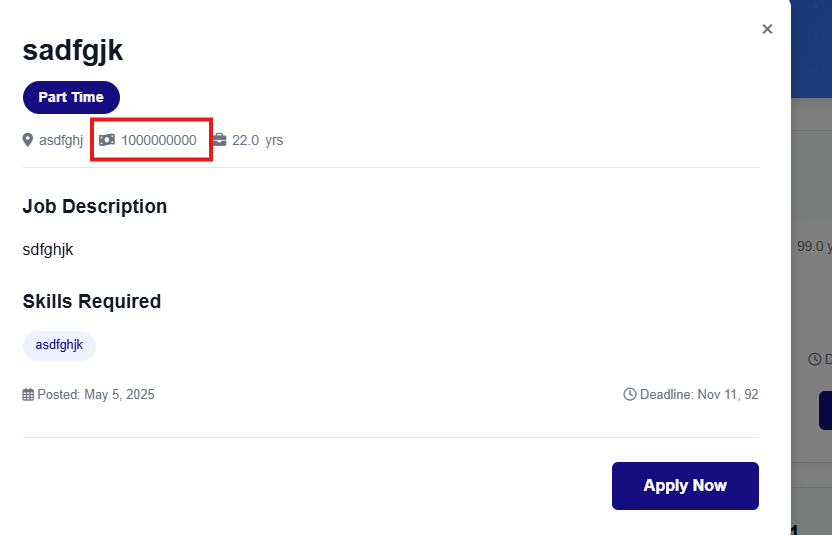 sadfgjk
Part Time
asdfghj 1000000000 22.0 yrs
Job Description
sdfghjk
Skills Required
asdfghjk
Posted: May 5, 2025 Deadline: Nov 11, 92
Apply Now
99.0